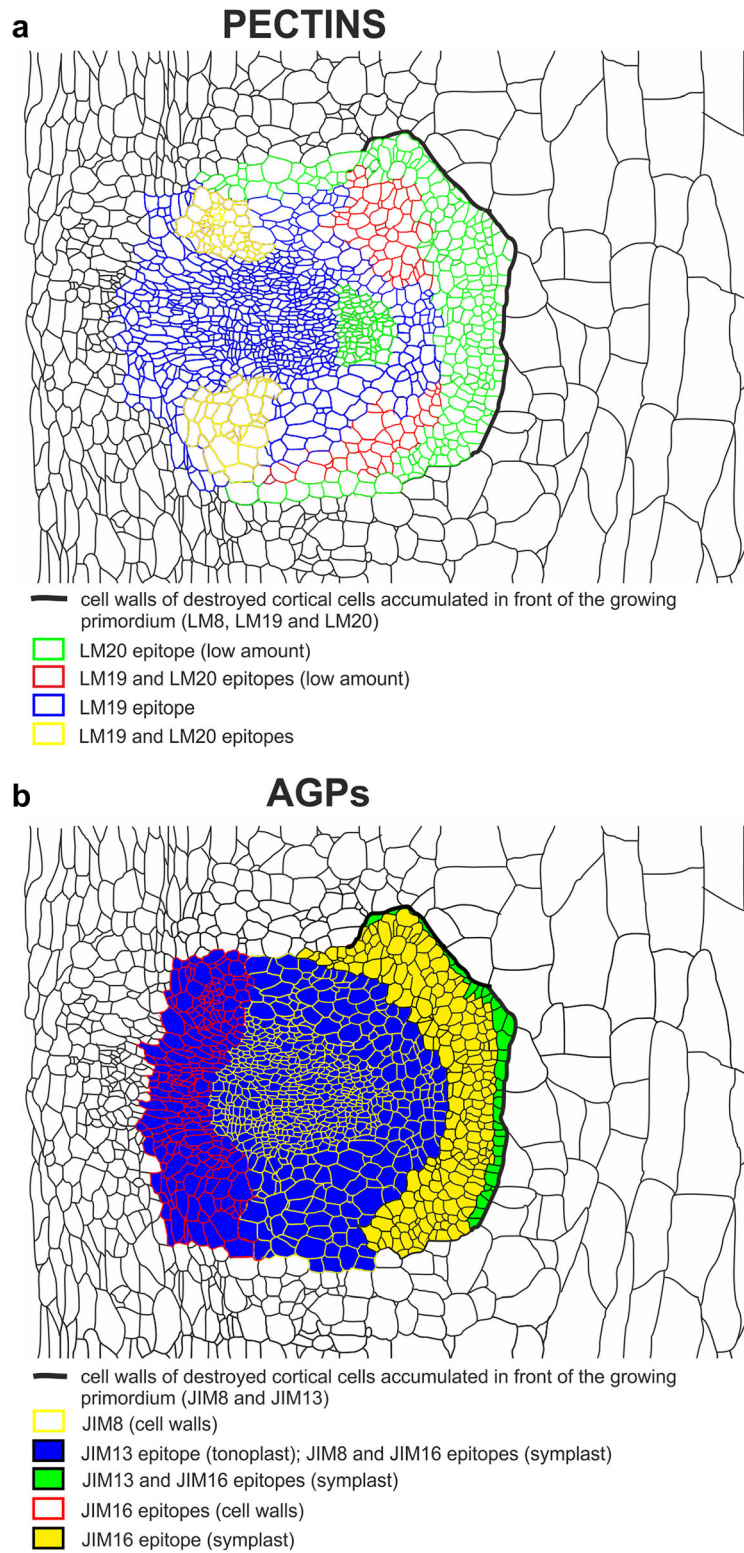 a
PECTINS
cell walls of destroyed cortical cells accumulated in front of the growing
primordium (LM8, LM19 and LM20)
LM20 epitope (low amount)
LM19 and LM20 epitopes (low amount)
LM19 epitope
LM19 and LM20 epitopes
b
AGPs
cell walls of destroyed cortical cells accumulated in front of the growing
primordium (JIM8 and JIM13)
JIM8 (cell walls)
JIM13 epitope (tonoplast); JIM8 and JIM16 epitopes (symplast)
JIM13 and JIM16 epitopes (symplast)
JIM16 epitopes (cell walls)
JIM16 epitope (symplast)